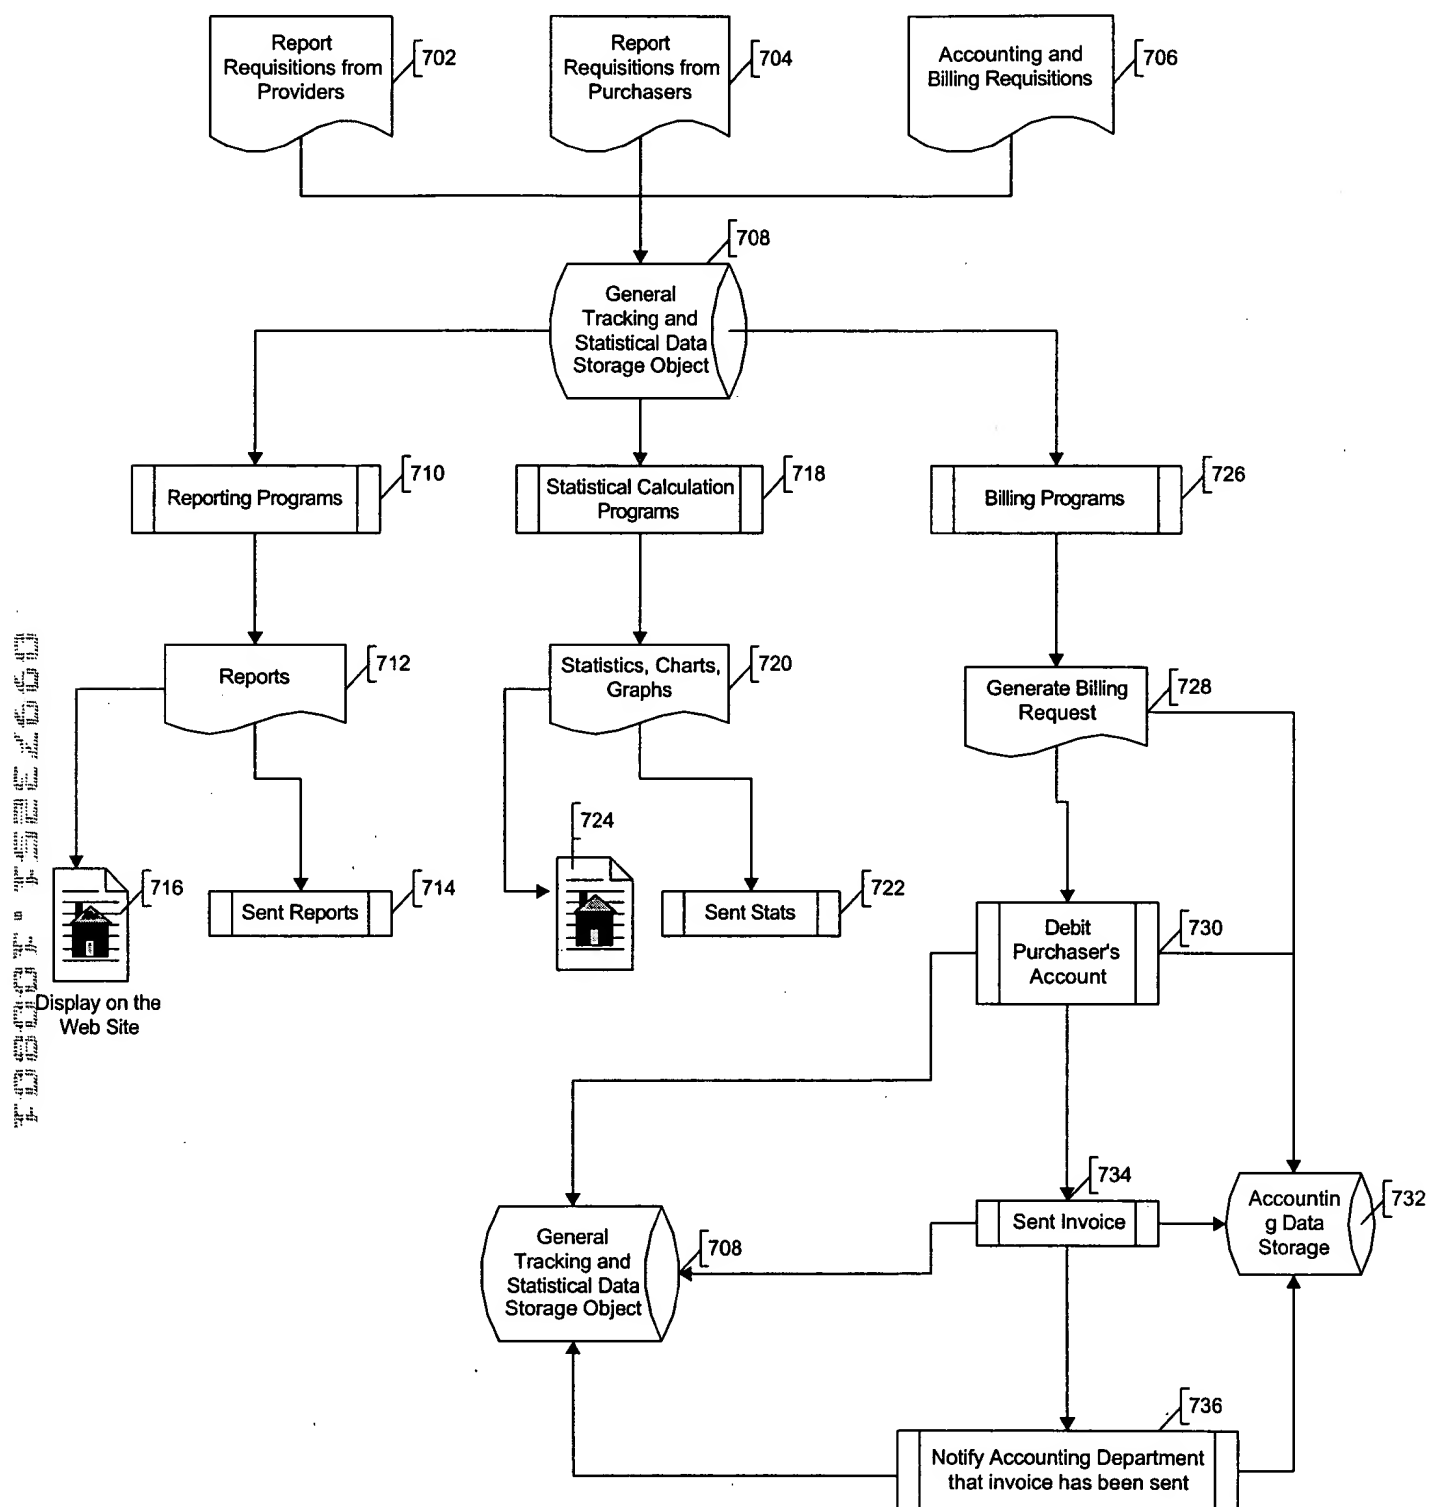 Report
Requisitions from
Providers
702
Report
Requisitions from
Purchasers
704
Accounting and
Billing Requisitions
706
708
General
Tracking and
Statistical Data
Storage Object
Reporting Programs
710
Statistical Calculation
Programs
718
Billing Programs
726
Reports
712
Statistics, Charts,
Graphs
720
Generate Billing
Request
728
716
Sent Reports
714
724
Sent Stats
722
Debit
Purchaser's
Account
730
Display on the
Web Site
734
Sent Invoice
Accountin
g Data
Storage
732
General
Tracking and
Statistical Data
Storage Object
708
736
Notify Accounting Department
that invoice has been sent